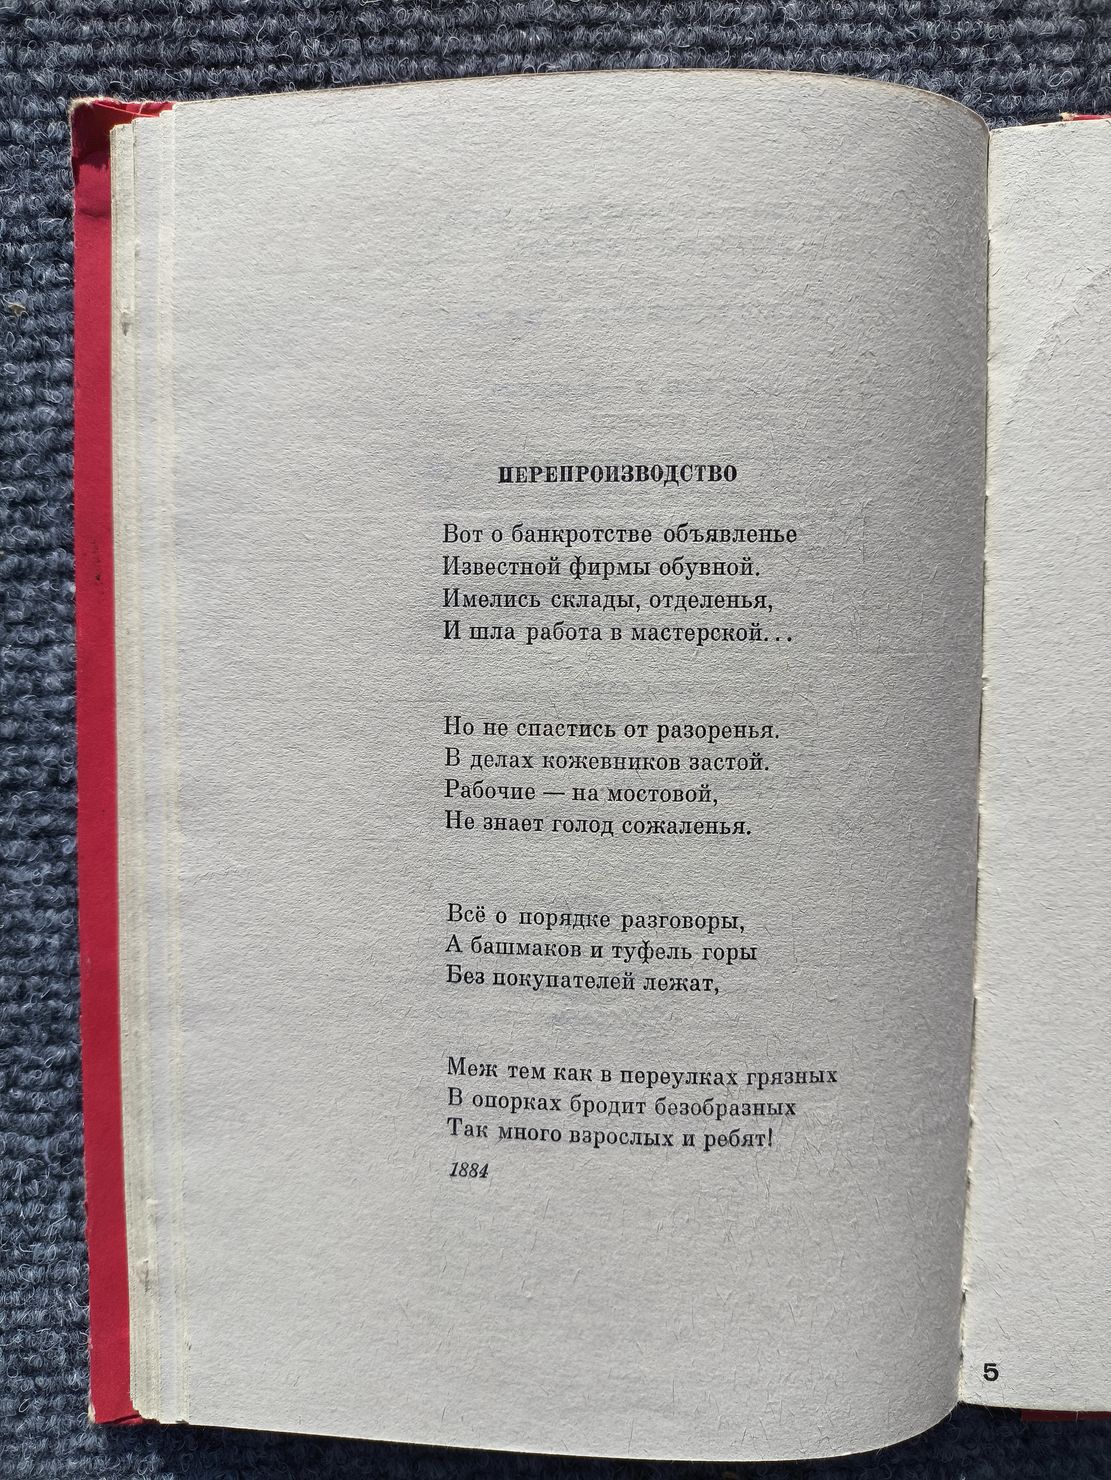 ПЕРЕПРОИЗВОДСТВО
Вот о банкротстве объявленье
Известной фирмы обувной.
Имелись склады, отделенья,
И шла работа в мастерской...
Но не спастись от разоренья.
В делах кожевников застой.
Рабочие — на мостовой,
Не знает голод сожаленья.
Всё о порядке разговоры,
А башмаков и туфель горы
Без покупателей лежат,
Меж тем как в переулках грязных
В опорках бродит безобразных
Так много взрослых и ребят!
1884
5